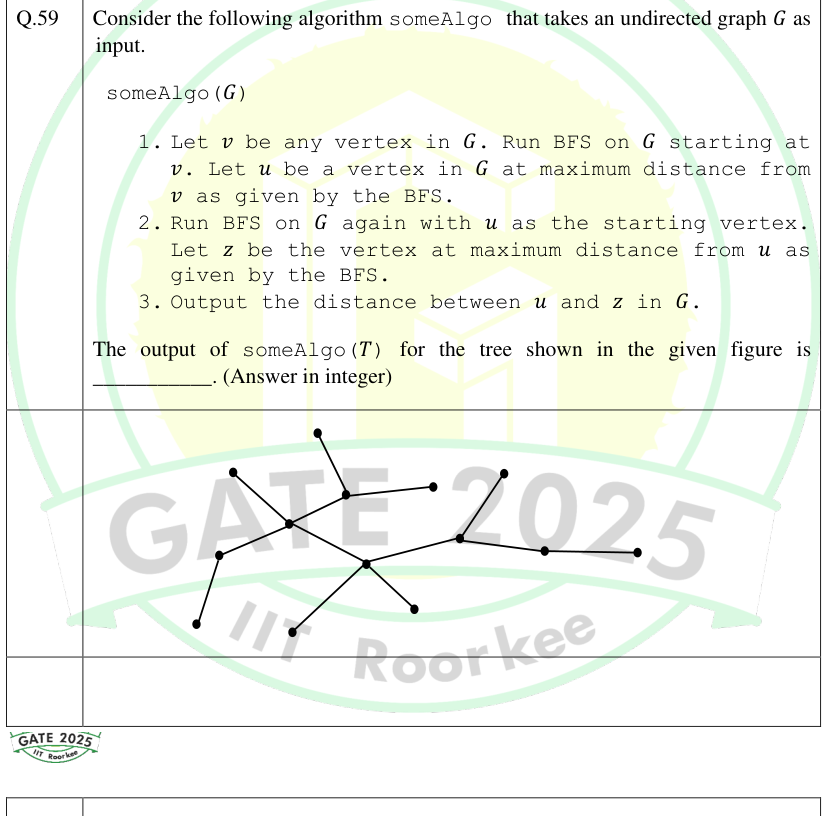 Q.59
Consider the following algorithm someAlgo that takes an undirected graph G as
input.
someAlgo(G)
1. Let v be any vertex in G. Run BFS on G starting at
v. Let u be a vertex in G at maximum distance from
v as given by the BFS.
2. Run BFS on G again with u as the starting vertex.
Let z be the vertex at maximum distance from u as
given by the BFS.
3. Output the distance between u and z in G.
The output of someAlgo(T) for the tree shown in the given figure is
___________. (Answer in integer)
GATE 2025
IIT Roorkee
GATE 2025
IIT Roorkee